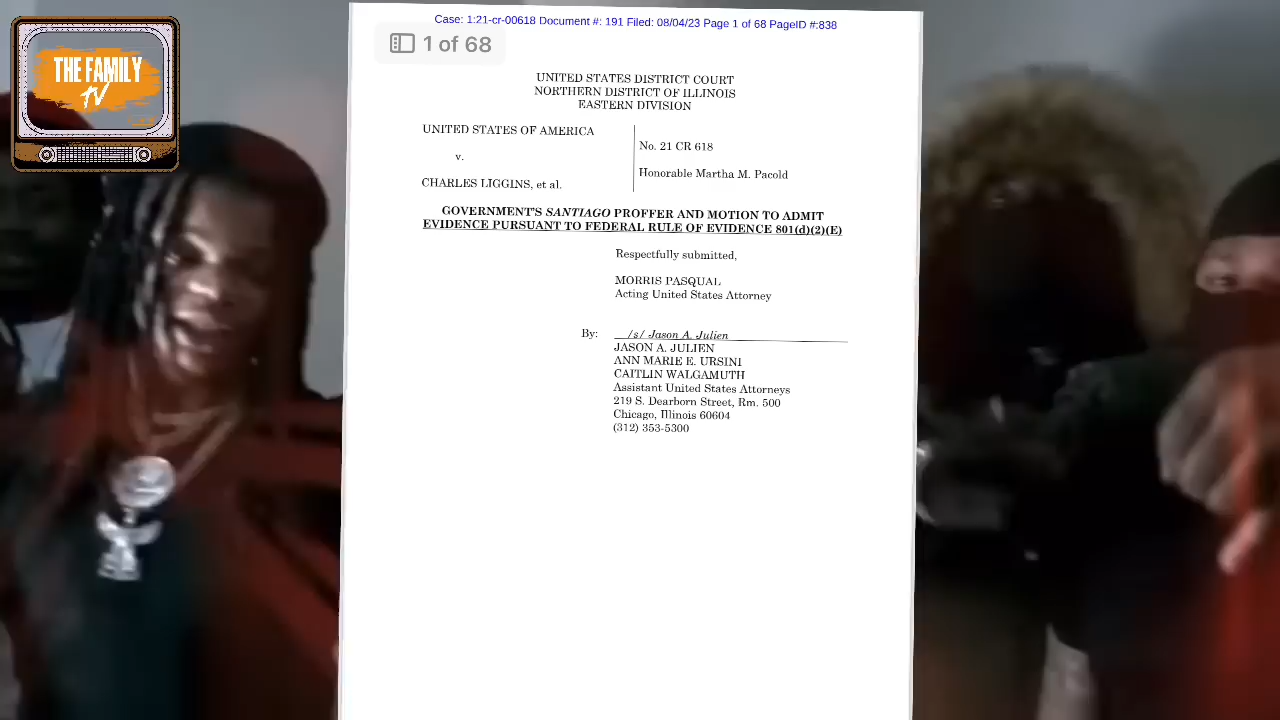 Case: 1:21-cr-00618 Document #: 191 Filed: 08/04/23 Page 1 of 68 PageID #:838
1 of 68
THE FAMILY
TV
UNITED STATES DISTRICT COURT
NORTHERN DISTRICT OF ILLINOIS
EASTERN DIVISION
UNITED STATES OF AMERICA
v.
CHARLES LIGGINS, et al.
No. 21 CR 618
Honorable Martha M. Pacold
GOVERNMENT'S SANTIAGO PROFFER AND MOTION TO ADMIT
EVIDENCE PURSUANT TO FEDERAL RULE OF EVIDENCE 801(d)(2)(E)
Respectfully submitted,
MORRIS PASQUAL
Acting United States Attorney
By: /s/ Jason A. Julien
JASON A. JULIEN
ANN MARIE E. URSINI
CAITLIN WALGAMUTH
Assistant United States Attorneys
219 S. Dearborn Street, Rm. 500
Chicago, Illinois 60604
(312) 353-5300